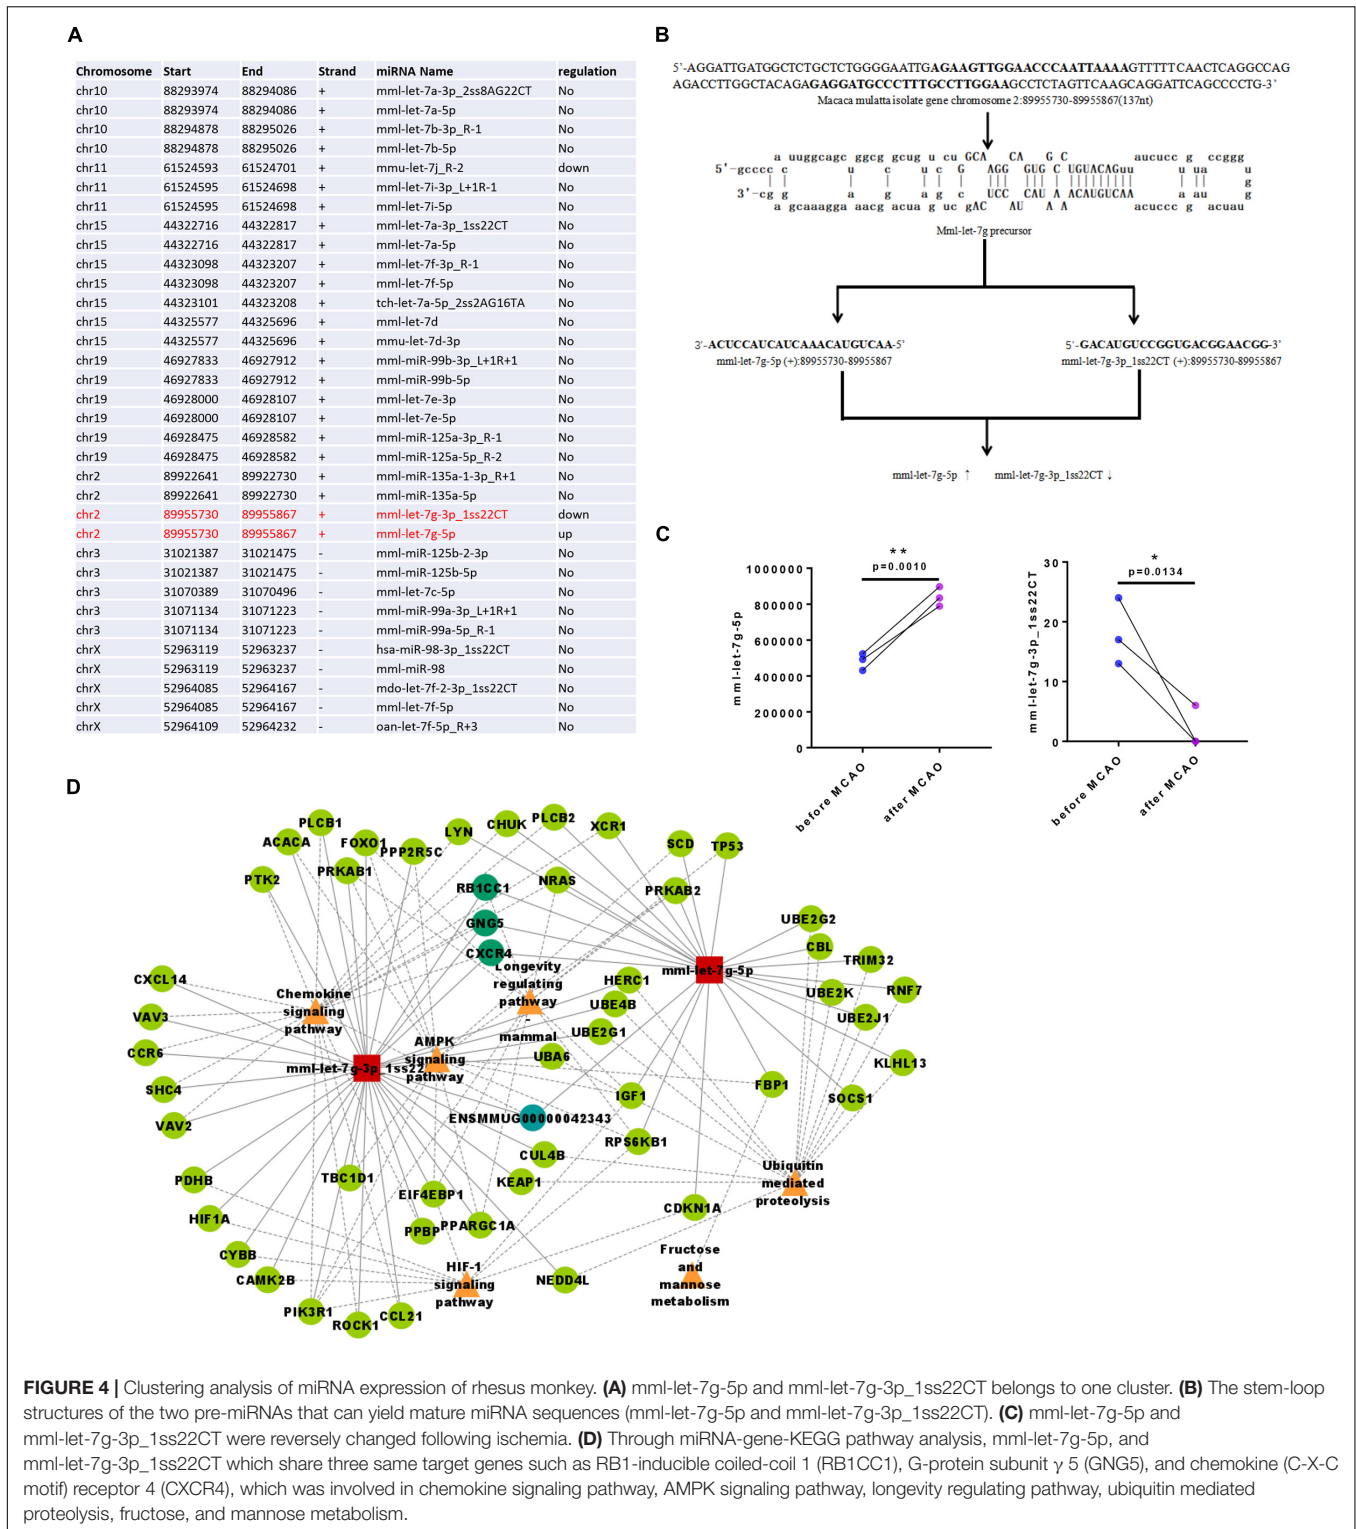 A
Chromosome Start End Strand miRNA Name regulation
chr10 88293974 88294086 + mml-let-7a-3p_2ss8AG22CT No
chr10 88293974 88294086 + mml-let-7a-5p No
chr10 88294878 88295026 + mml-let-7b-3p_R-1 No
chr10 88294878 88295026 + mml-let-7b-5p No
chr11 61524593 61524701 + mmu-let-7j_R-2 down
chr11 61524595 61524698 + mml-let-7i-3p_L+1R-1 No
chr11 61524595 61524698 + mml-let-7i-5p No
chr15 44322716 44322817 + mml-let-7a-3p_1ss22CT No
chr15 44322716 44322817 + mml-let-7a-5p No
chr15 44323098 44323207 + mml-let-7f-3p_R-1 No
chr15 44323098 44323207 + mml-let-7f-5p No
chr15 44323101 44323208 + tch-let-7a-5p_2ss2AG16TA No
chr15 44325577 44325696 + mml-let-7d No
chr15 44325577 44325696 + mmu-let-7d-3p No
chr19 46927833 46927912 + mml-miR-99b-3p_L+1R+1 No
chr19 46927833 46927912 + mml-miR-99b-5p No
chr19 46928000 46928107 + mml-let-7e-3p No
chr19 46928000 46928107 + mml-let-7e-5p No
chr19 46928475 46928582 + mml-miR-125a-3p_R-1 No
chr19 46928475 46928582 + mml-miR-125a-5p_R-2 No
chr2 89922641 89922730 + mml-miR-135a-1-3p_R+1 No
chr2 89922641 89922730 + mml-miR-135a-5p No
chr2 89955730 89955867 + mml-let-7g-3p_1ss22CT down
chr2 89955730 89955867 + mml-let-7g-5p up
chr3 31021387 31021475 - mml-miR-125b-2-3p No
chr3 31021387 31021475 - mml-miR-125b-5p No
chr3 31070389 31070496 - mml-let-7c-5p No
chr3 31071134 31071223 - mml-miR-99a-3p_L+1R+1 No
chr3 31071134 31071223 - mml-miR-99a-5p_R-1 No
chrX 52963119 52963237 - hsa-miR-98-3p_1ss22CT No
chrX 52963119 52963237 - mml-miR-98 No
chrX 52964085 52964167 - mdo-let-7f-2-3p_1ss22CT No
chrX 52964085 52964167 - mml-let-7f-5p No
chrX 52964109 52964232 - oan-let-7f-5p_R+3 No
B
5'-AGGATTGATGGCTCTGCTCTGGGGAATTGAGAAGTTGGAACCCAATTAAAAGTTTTTCAACTCAGGCCAG
AGACCTTGGCTACAGAGAGGATGCCCTTTGCCTTGGAAGCCTCTAGTTCAAGCAGGATTCAGCCCCTG-3'
Macaca mulatta isolate gene chromosome 2:89955730-89955867(137nt)
a uuggcagc ggcg gcug u cu GCA CA G C aucucc g ccggg
5'-gcccc c u c u c G AGG GUG C UGUACAGuu u ua u
g
3'-cgg a g a g c UCC CAU A ACAUGUCAA u au g
a agcaaagga aacg acua g uc gAC AU A A acuccc g acuau
Mml-let-7g precursor
3'-ACUCCAUCAUCAAACAUGUCAA-5'
mml-let-7g-5p (+):89955730-89955867
5'-GACAUGUCCGGUGACGGAACGG-3'
mml-let-7g-3p_1ss22CT (+):89955730-89955867
mml-let-7g-5p ↑ mml-let-7g-3p_1ss22CT ↓
C
**
p=0.0010
mml-let-7g-5p
1000000
800000
600000
400000
200000
0
before MCAO
after MCAO
*
p=0.0134
mml-let-7g-3p_1ss22CT
30
20
10
0
before MCAO
after MCAO
D
PLCB1
ACACA
FOXO1
PPP2R5C
LYN
CHUK
PLCB2
XCR1
SCD
TP53
PTK2
PRKAB1
RB1CC1
NRAS
PRKAB2
GNG5
UBE2G2
CXCR4
CBL
TRIM32
CXCL14
Chemokine
signaling
pathway
Longevity
regulating
pathway
-
mammal
HERC1
mml-let-7g-5p
UBE2K
RNF7
VAV3
UBE4B
UBE2J1
UBE2G1
CCR6
AMPK
signaling
pathway
UBA6
KLHL13
mml-let-7g-3p_1ss22
SHC4
FBP1
IGF1
SOCS1
VAV2
ENSMMUG00000042343
RPS6KB1
CUL4B
Ubiquitin
mediated
proteolysis
PDHB
TBC1D1
EIF4EBP1
KEAP1
CDKN1A
HIF1A
PPBP
PPARGC1A
CYBB
Fructose
and
mannose
metabolism
CAMK2B
HIF-1
signaling
pathway
NEDD4L
PIK3R1
ROCK1
CCL21
FIGURE 4 | Clustering analysis of miRNA expression of rhesus monkey. (A) mml-let-7g-5p and mml-let-7g-3p_1ss22CT belongs to one cluster. (B) The stem-loop
structures of the two pre-miRNAs that can yield mature miRNA sequences (mml-let-7g-5p and mml-let-7g-3p_1ss22CT). (C) mml-let-7g-5p and
mml-let-7g-3p_1ss22CT were reversely changed following ischemia. (D) Through miRNA-gene-KEGG pathway analysis, mml-let-7g-5p, and
mml-let-7g-3p_1ss22CT which share three same target genes such as RB1-inducible coiled-coil 1 (RB1CC1), G-protein subunit γ 5 (GNG5), and chemokine (C-X-C
motif) receptor 4 (CXCR4), which was involved in chemokine signaling pathway, AMPK signaling pathway, longevity regulating pathway, ubiquitin mediated
proteolysis, fructose, and mannose metabolism.